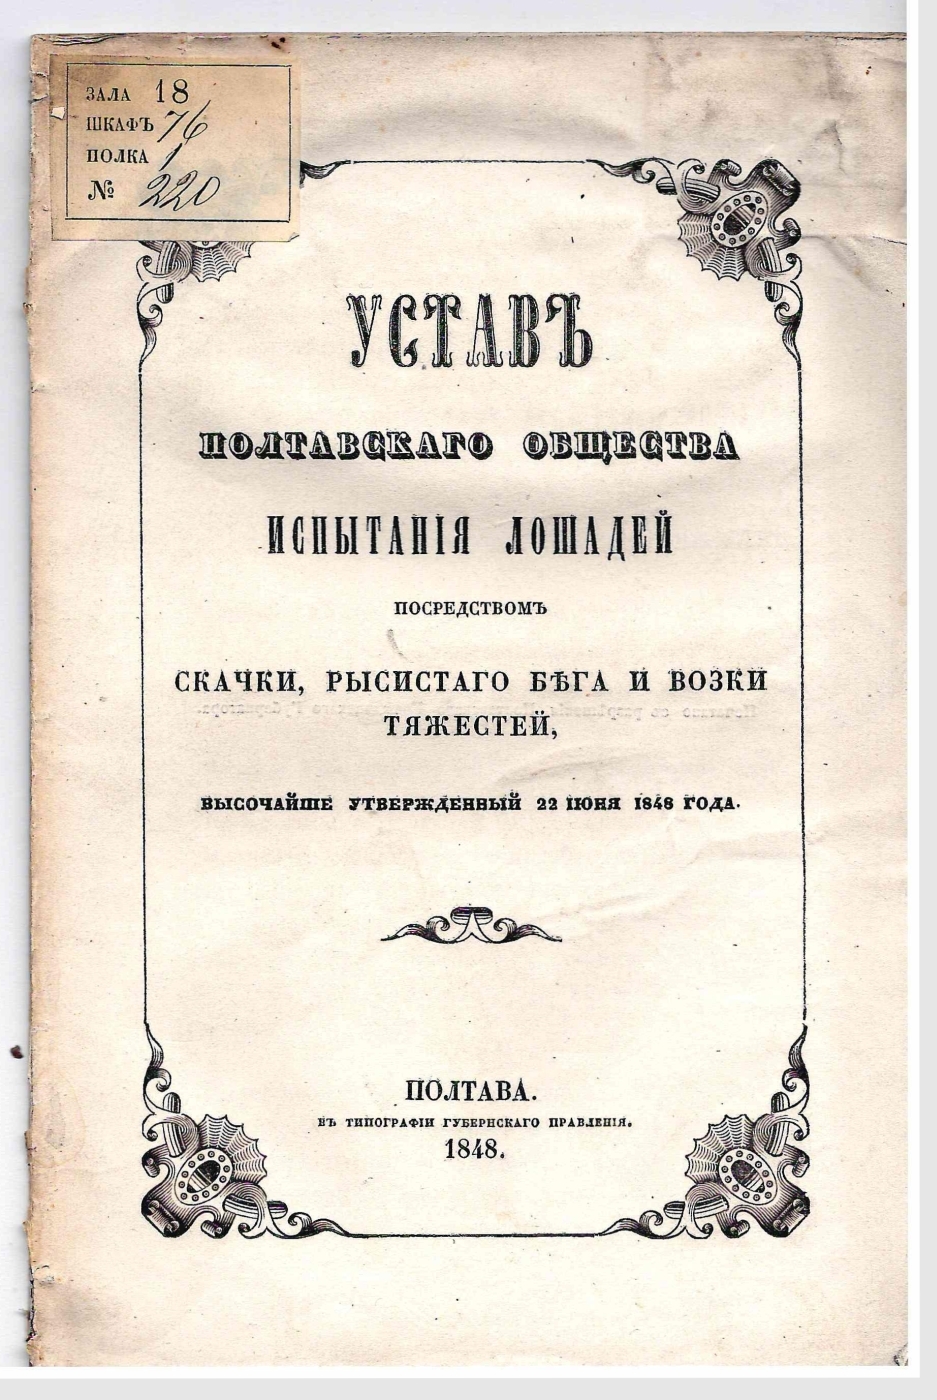 ЗАЛА 18
ШКАФЪ 76
ПОЛКА 1
№ 220
УСТАВЪ
ПОЛТАВСКАГО ОБЩЕСТВА
ИСПЫТАНІЯ ЛОШАДЕЙ
ПОСРЕДСТВОМЪ
СКАЧКИ, РЫСИСТАГО БѢГА И ВОЗКИ
ТЯЖЕСТЕЙ,
ВЫСОЧАЙШЕ УТВЕРЖДЕННЫЙ 22 ІЮНЯ 1848 ГОДА.
ПОЛТАВА.
ВЪ ТИПОГРАФІИ ГУБЕРНСКАГО ПРАВЛЕНІЯ.
1848.